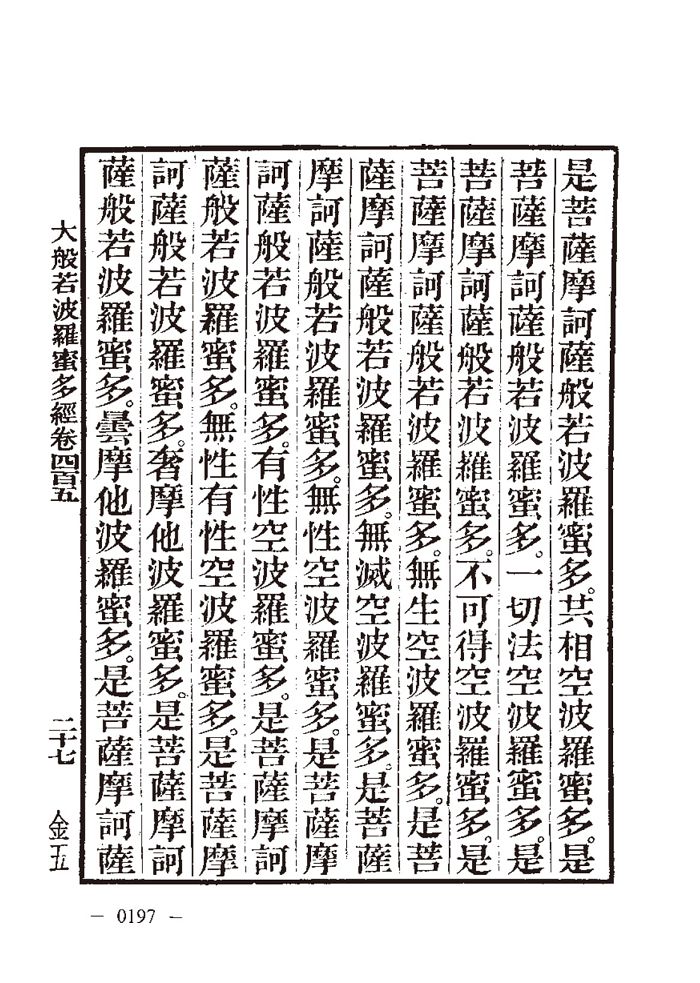 是菩薩摩訶薩般若波羅蜜多。共相空波羅蜜多。是
菩薩摩訶薩般若波羅蜜多。一切法空波羅蜜多。是
菩薩摩訶薩般若波羅蜜多。不可得空波羅蜜多。是
菩薩摩訶薩般若波羅蜜多。無生空波羅蜜多。是菩
薩摩訶薩般若波羅蜜多。無滅空波羅蜜多。是菩薩
摩訶薩般若波羅蜜多。無性空波羅蜜多。是菩薩摩
訶薩般若波羅蜜多。有性空波羅蜜多。是菩薩摩訶
薩般若波羅蜜多。無性有性空波羅蜜多。是菩薩摩
訶薩般若波羅蜜多。奢摩他波羅蜜多。是菩薩摩訶
薩般若波羅蜜多。曇摩他波羅蜜多。是菩薩摩訶薩
大般若波羅蜜多經卷四百五 二十七 金五
— 0197 —